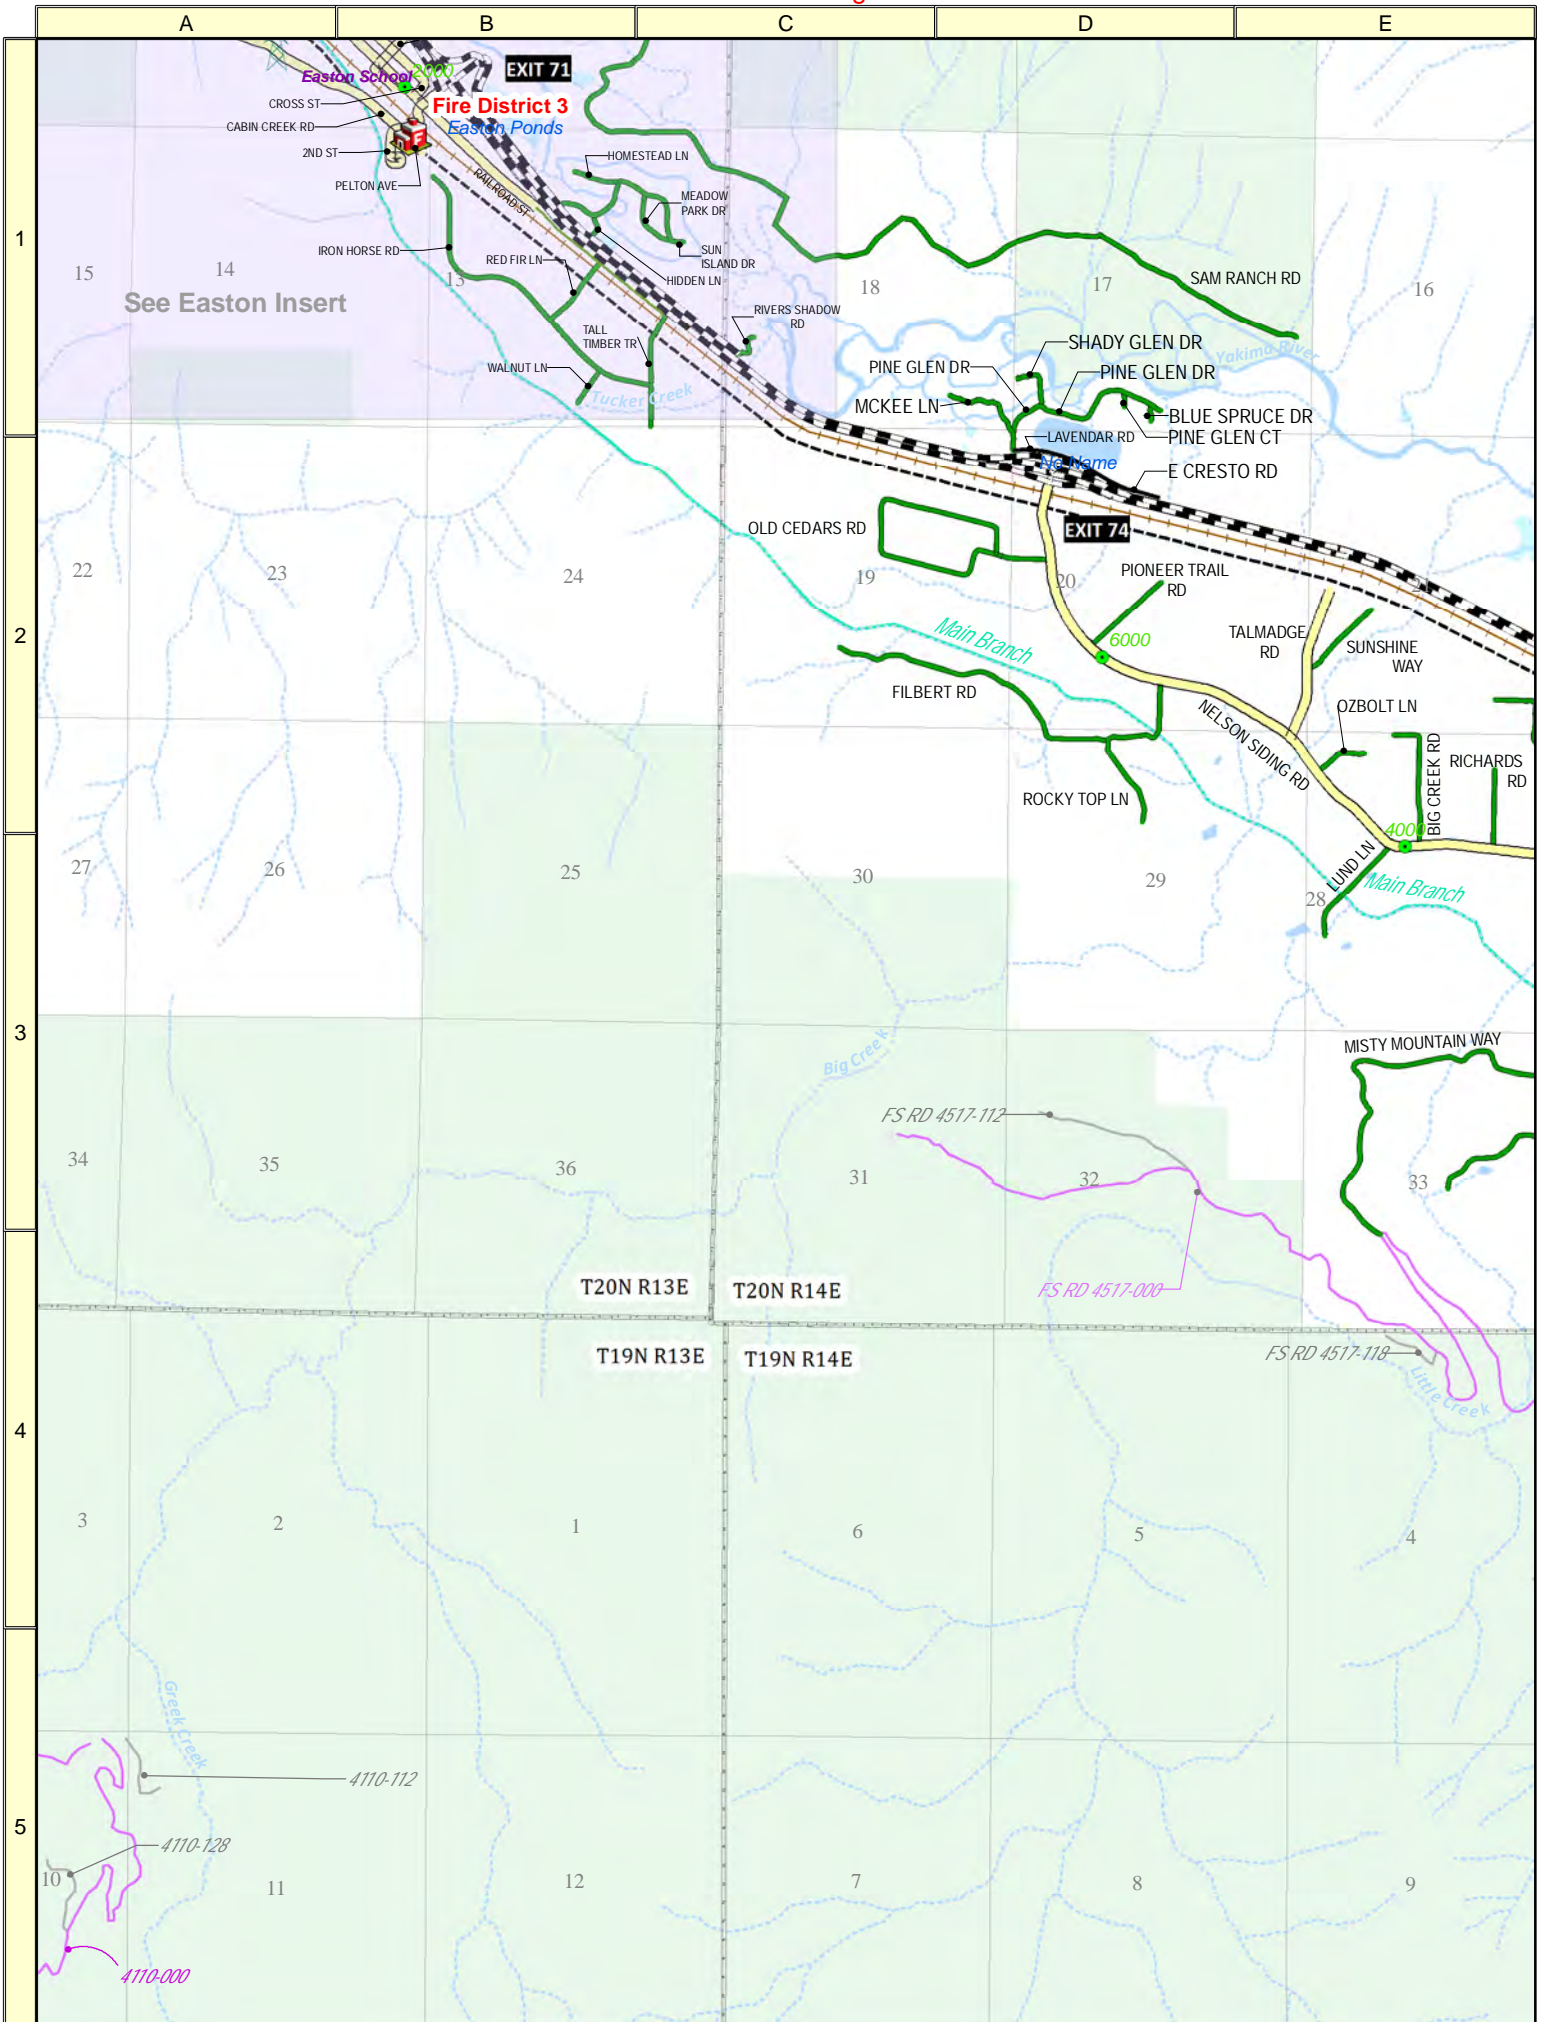 A
B
C
D
E
1
2
3
4
5
Easton School
2000
EXIT 71
CROSS ST
Fire District 3
CABIN CREEK RD
Easton Ponds
2ND ST
HOMESTEAD LN
PELTON AVE
RAILROAD ST
MEADOW
PARK DR
IRON HORSE RD
RED FIR LN
SUN
ISLAND DR
HIDDEN LN
15
14
13
18
17
16
See Easton Insert
SAM RANCH RD
RIVERS SHADOW
RD
TALL
TIMBER TR
SHADY GLEN DR
Yakima River
WALNUT LN
PINE GLEN DR
PINE GLEN DR
Tucker Creek
MCKEE LN
BLUE SPRUCE DR
LAVENDAR RD
PINE GLEN CT
No Name
E CRESTO RD
OLD CEDARS RD
EXIT 74
22
23
24
19
20
21
PIONEER TRAIL
RD
Main Branch
6000
TALMADGE
RD
SUNSHINE
WAY
FILBERT RD
NELSON SIDING RD
OZBOLT LN
BIG CREEK RD
RICHARDS
RD
ROCKY TOP LN
4000
LUND LN
Main Branch
27
26
25
30
29
28
Big Creek
MISTY MOUNTAIN WAY
FS RD 4517-112
34
35
36
31
32
33
T20N R13E
T20N R14E
FS RD 4517-000
T19N R13E
T19N R14E
FS RD 4517-118
Little Creek
3
2
1
6
5
4
Greek Creek
4110-112
4110-128
10
11
12
7
8
9
4110-000